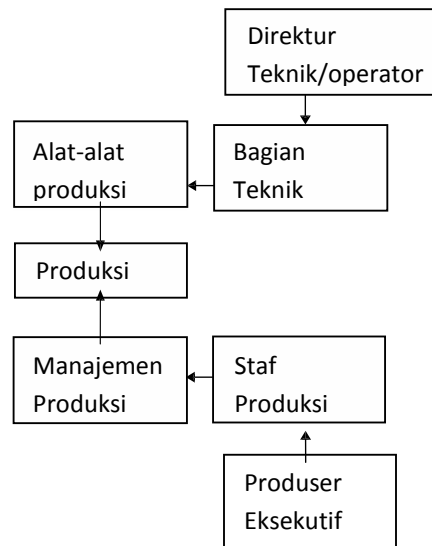 Direktur
Teknik/operator
Alat-alat
produksi
Bagian
Teknik
Produksi
Manajemen
Produksi
Staf
Produksi
Produser
Eksekutif